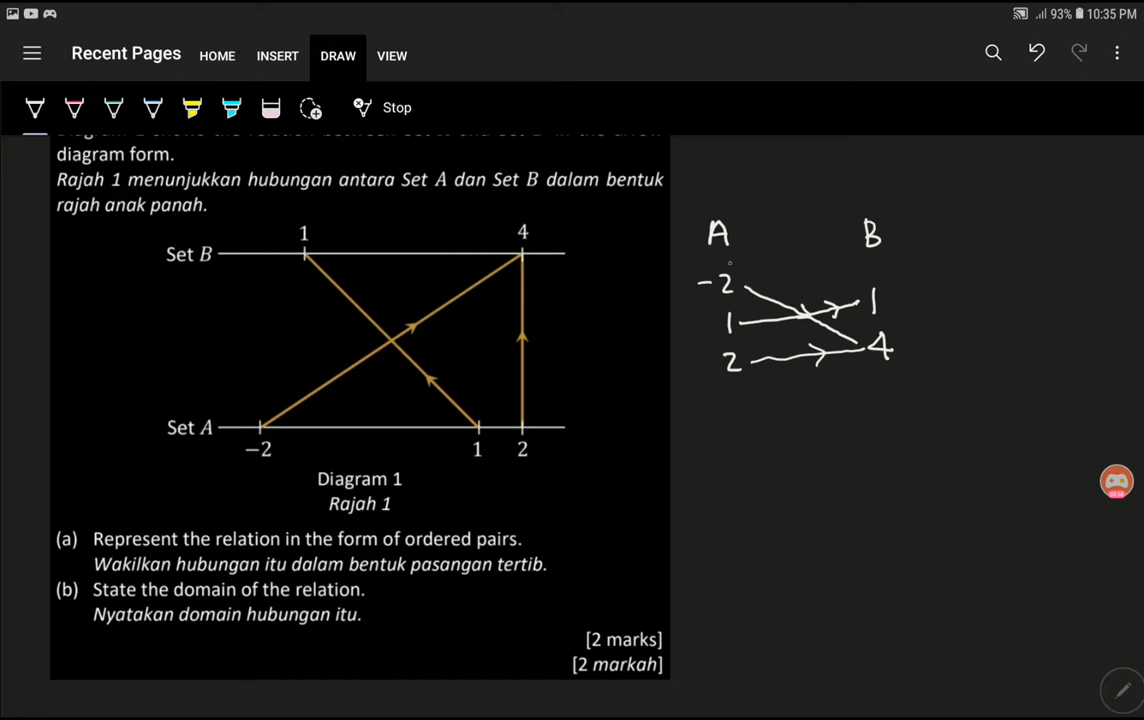 93% 10:35 PM
Recent Pages HOME INSERT DRAW VIEW
Stop
diagram form.
Rajah 1 menunjukkan hubungan antara Set A dan Set B dalam bentuk
rajah anak panah.
1 4
Set B
Set A
−2 1 2
Diagram 1
Rajah 1
(a) Represent the relation in the form of ordered pairs.
Wakilkan hubungan itu dalam bentuk pasangan tertib.
(b) State the domain of the relation.
Nyatakan domain hubungan itu.
[2 marks]
[2 markah]
A B
-2
1 1
2 4